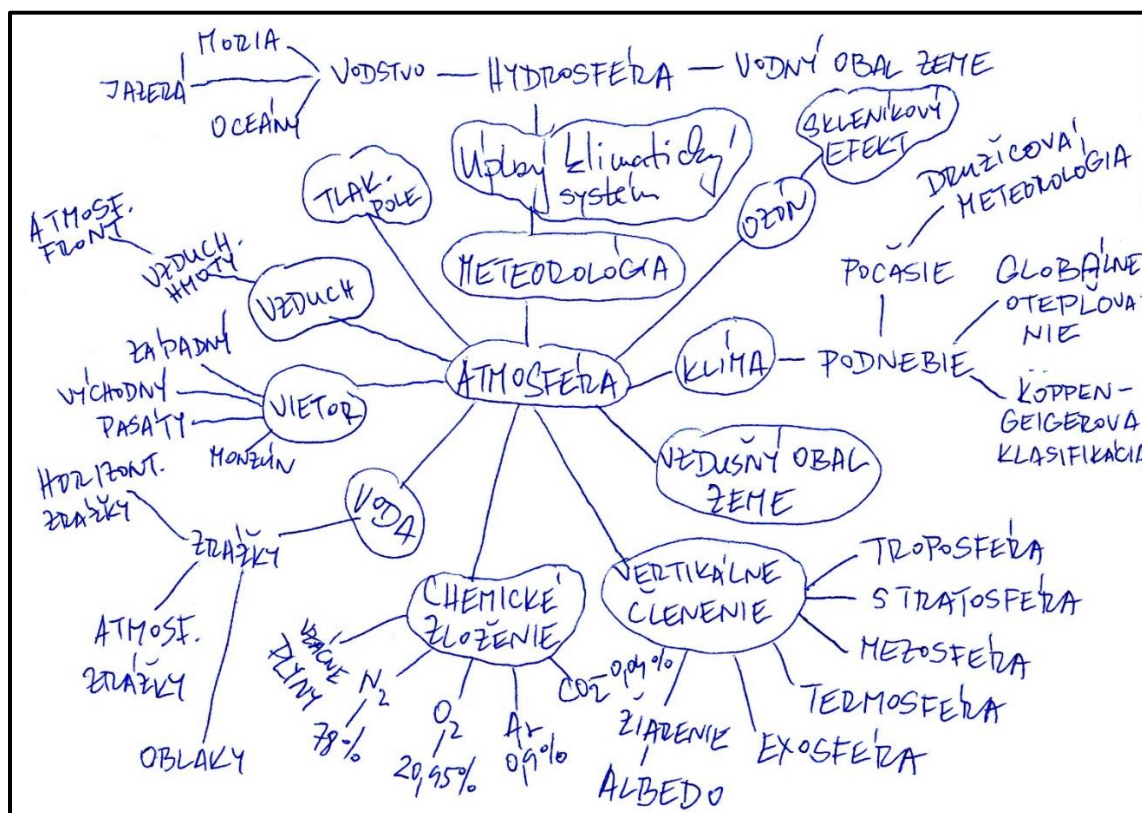 MORIA
JAZERÁ
VODSTVO
HYDROSFÉRA
VODNÝ OBAL ZEME
OCEÁNY
SKLENÍKOVÝ
EFEKT
Úplný klimatický
systém
TLAK.
POLE
OZÓN
DRUŽICOVÁ
METEOROLÓGIA
ATMOSF.
FRONT
VZDUCH.
HMOTY
VZDUCH
METEOROLÓGIA
POČASIE
GLOBÁLNE
OTEPĽOVA
NIE
ZÁPADNÝ
VÝCHODNÝ
PASÁTY
MONZÚN
VIETOR
ATMOSFÉRA
KLÍMA
PODNEBIE
KÖPPEN-
GEIGEROVA
KLASIFIKÁCIA
HORIZONT.
ZRÁŽKY
VODA
VZDUŠNÝ OBAL
ZEME
ZRÁŽKY
ATMOSF.
ZRÁŽKY
OBLAKY
CHEMICKÉ
ZLOŽENIE
VZÁCNE
PLYNY
N2
78%
O2
20,95%
Ar
0,9%
CO2-0,04%
VERTIKÁLNE
ČLENENIE
TROPOSFÉRA
STRATOSFÉRA
MEZOSFÉRA
TERMOSFÉRA
EXOSFÉRA
ŽIARENIE
ALBEDO